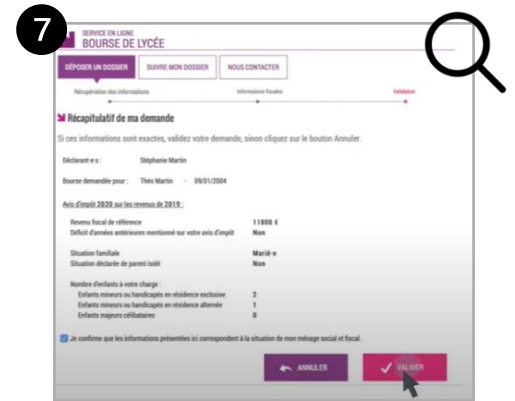 7
SERVICE EN LIGNE
BOURSE DE LYCÉE
DÉPOSER UN DOSSIER SUIVRE MON DOSSIER NOUS CONTACTER
Récupération des informations Informations fiscales Validation
Récapitulatif de ma demande
Si ces informations sont exactes, validez votre demande, sinon cliquez sur le bouton Annuler.
Déclarant·e·s : Stéphanie Martin
Bourse demandée pour : Théo Martin - 09/01/2004
Avis d'impôt 2020 sur les revenus de 2019 :
Revenu fiscal de référence 11800 €
Déficit d'années antérieures mentionné sur votre avis d'impôt Non
Situation familiale Marié·e
Situation déclarée de parent isolé Non
Nombre d'enfants à votre charge :
Enfants mineurs ou handicapés en résidence exclusive 2
Enfants mineurs ou handicapés en résidence alternée 1
Enfants majeurs célibataires 0
Je confirme que les informations présentées ici correspondent à la situation de mon ménage social et fiscal.
ANNULER VALIDER